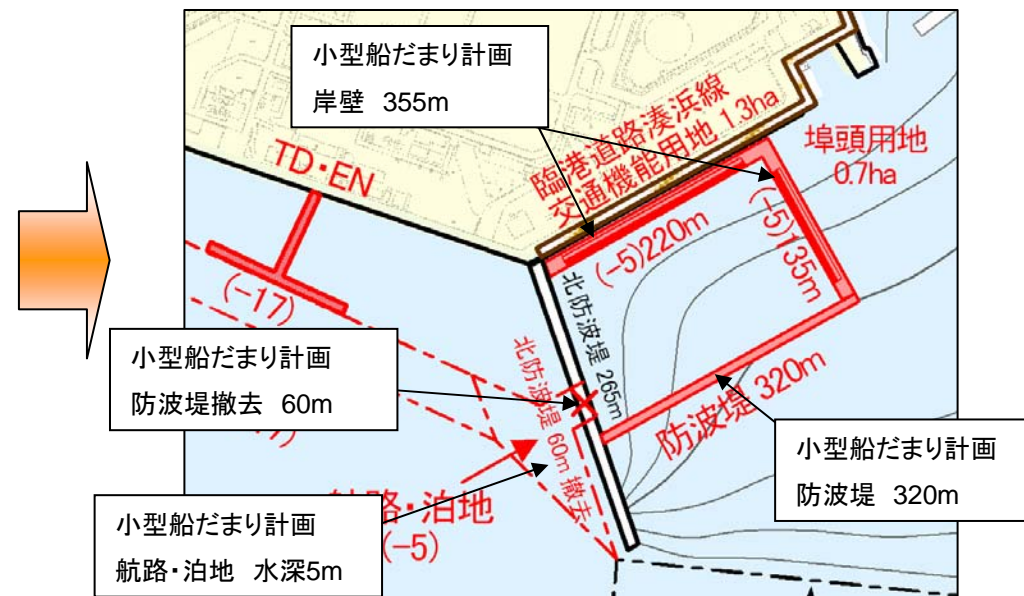 小型船だまり計画
岸壁 355m
臨港道路湊浜線
交通機能用地 1.3ha
埠頭用地
0.7ha
TD・EN
(-17)
(-5)220m
(-5)135m
北防波堤 265m
北防波堤 60m 撤去
小型船だまり計画
防波堤撤去 60m
防波堤 320m
小型船だまり計画
防波堤 320m
路・泊地
(-5)
小型船だまり計画
航路・泊地 水深5m